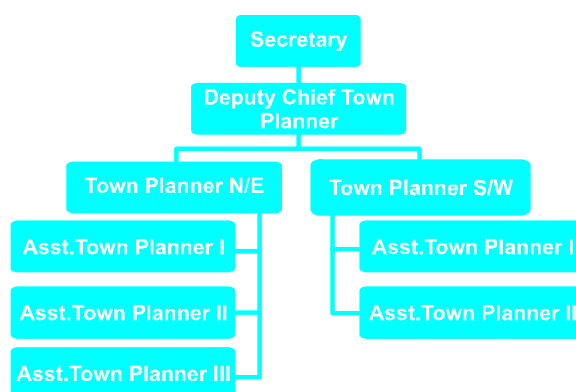 Secretary
Deputy Chief Town
Planner
Town Planner N/E
Town Planner S/W
Asst.Town Planner I
Asst.Town Planner I
Asst.Town Planner II
Asst.Town Planner II
Asst.Town Planner III